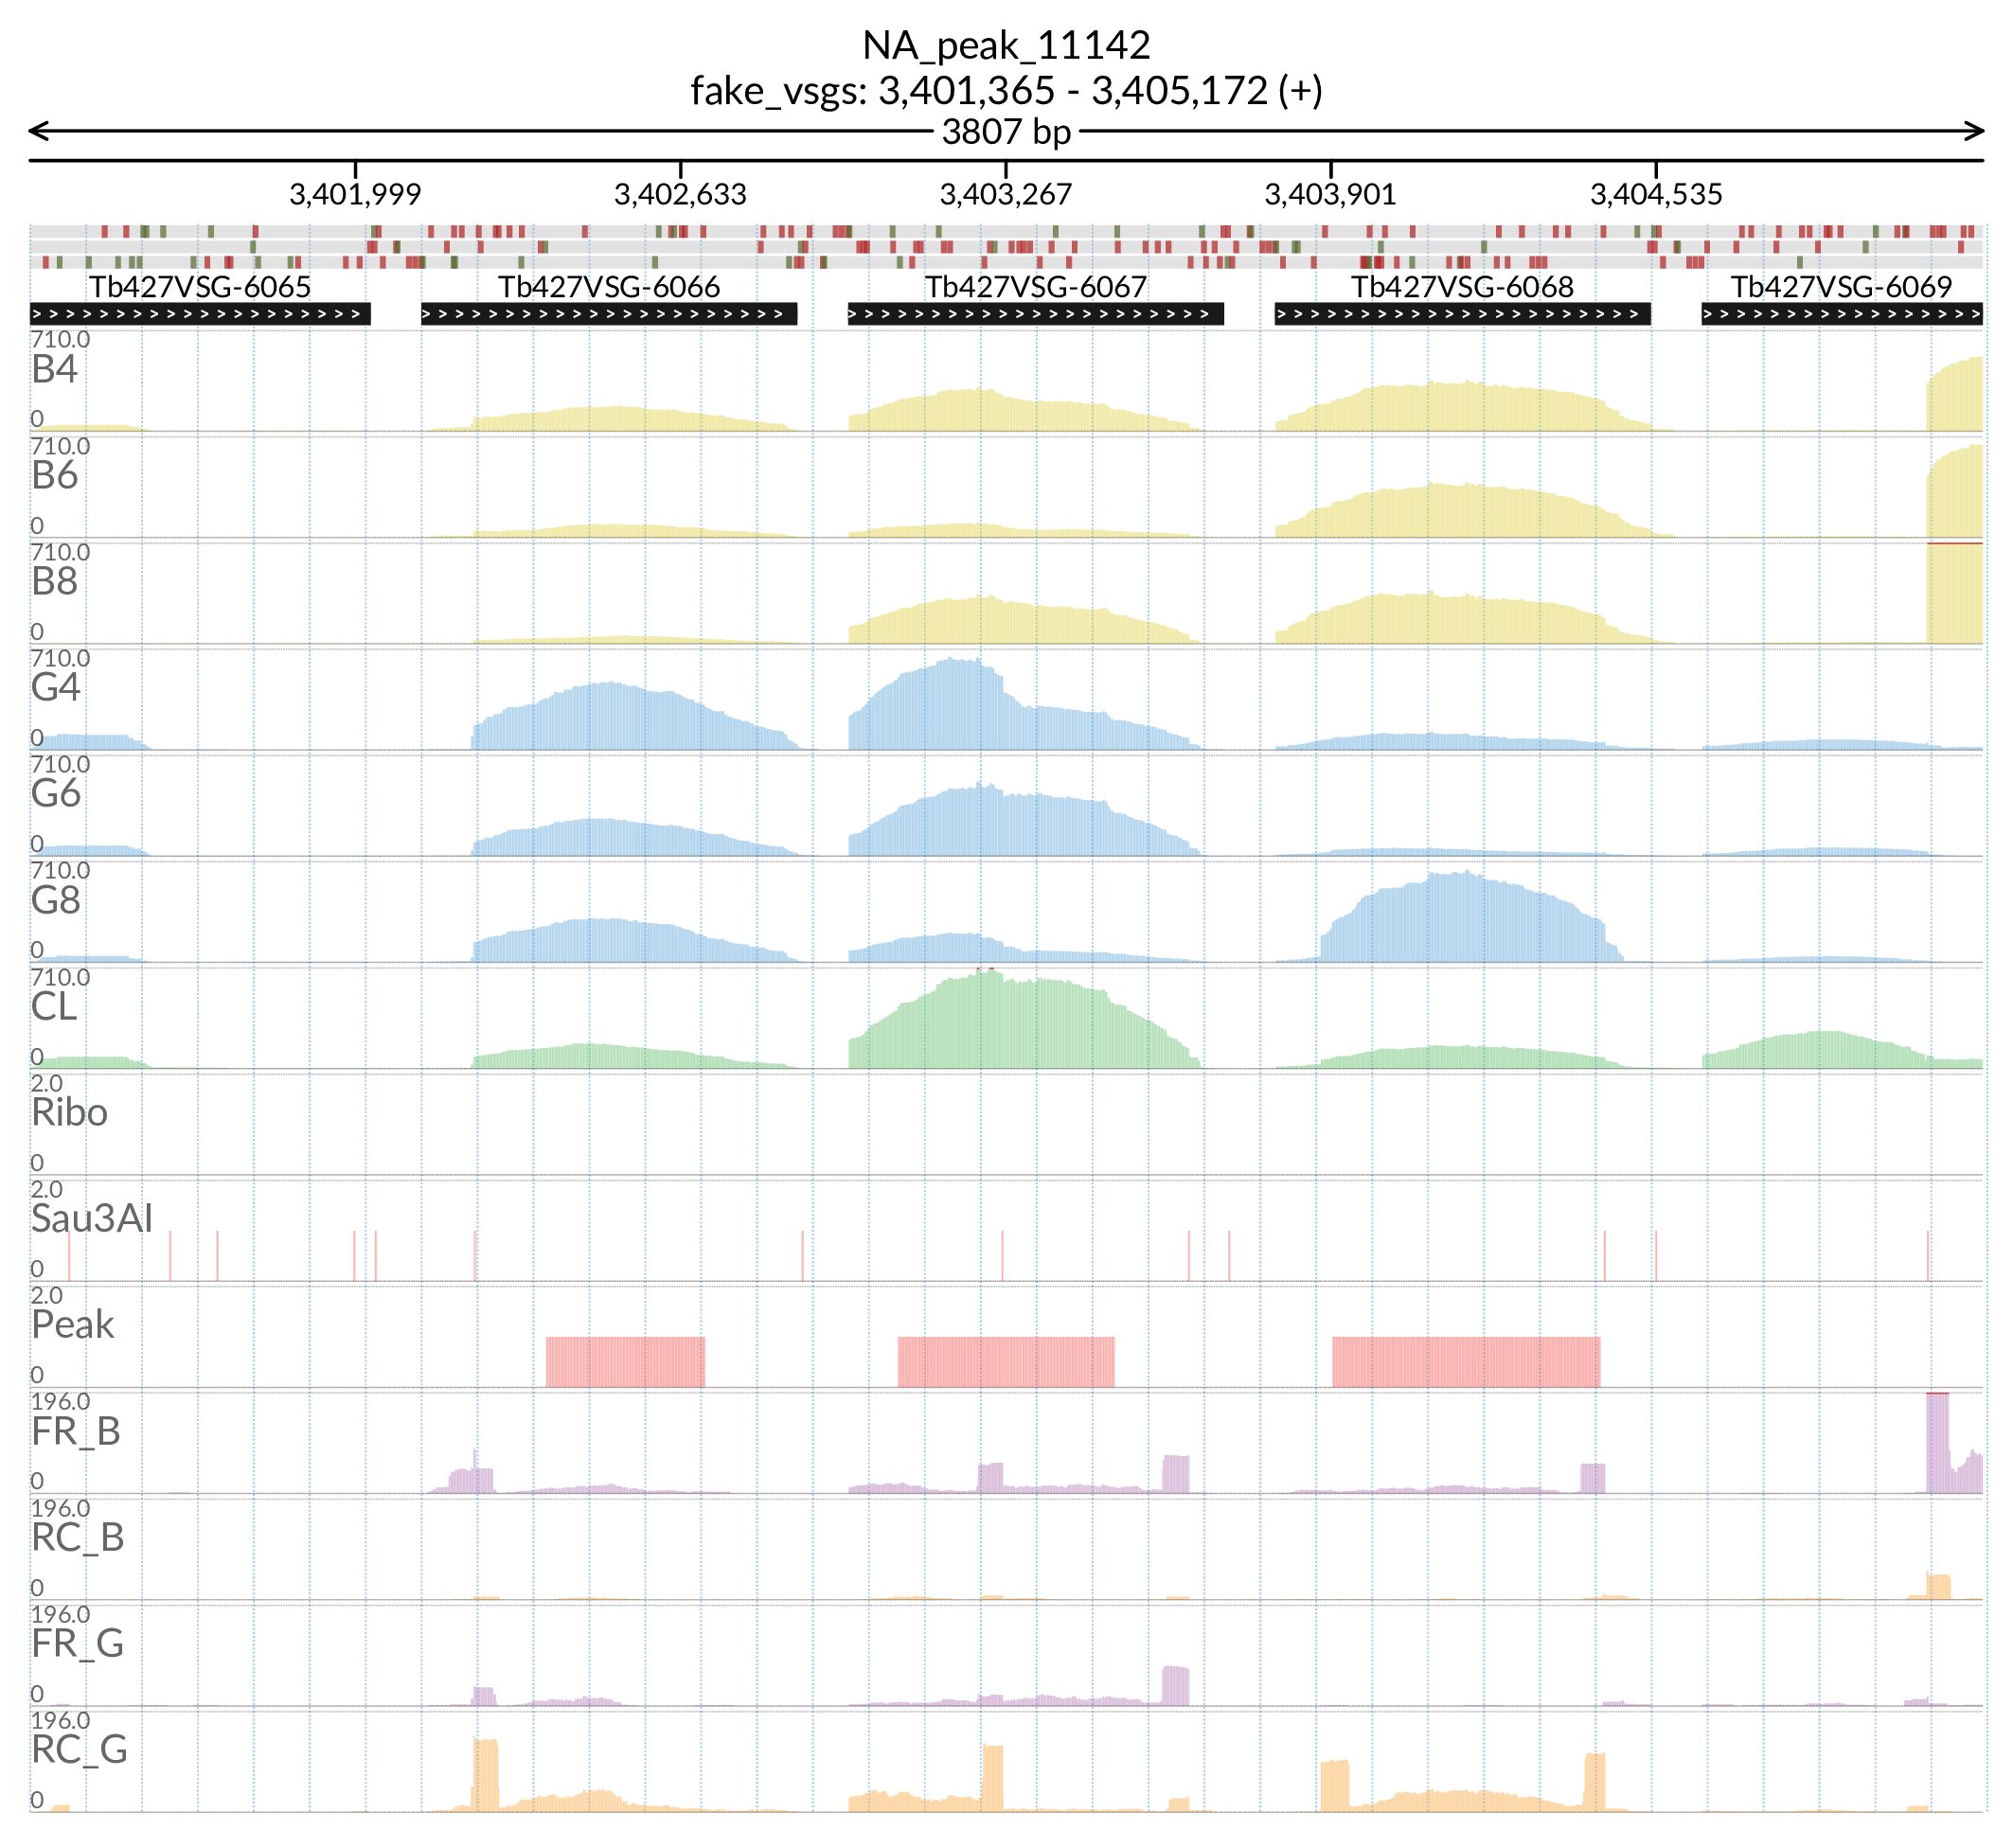 NA_peak_11142
fake_vsgs: 3,401,365 - 3,405,172 (+)
3807 bp
3,401,999 3,402,633 3,403,267 3,403,901 3,404,535
Tb427VSG-6065 Tb427VSG-6066 Tb427VSG-6067 Tb427VSG-6068 Tb427VSG-6069
710.0
B4
0
710.0
B6
0
710.0
B8
0
710.0
G4
0
710.0
G6
0
710.0
G8
0
710.0
CL
0
2.0
Ribo
0
2.0
Sau3AI
0
2.0
Peak
0
196.0
FR_B
0
196.0
RC_B
0
196.0
FR_G
0
196.0
RC_G
0